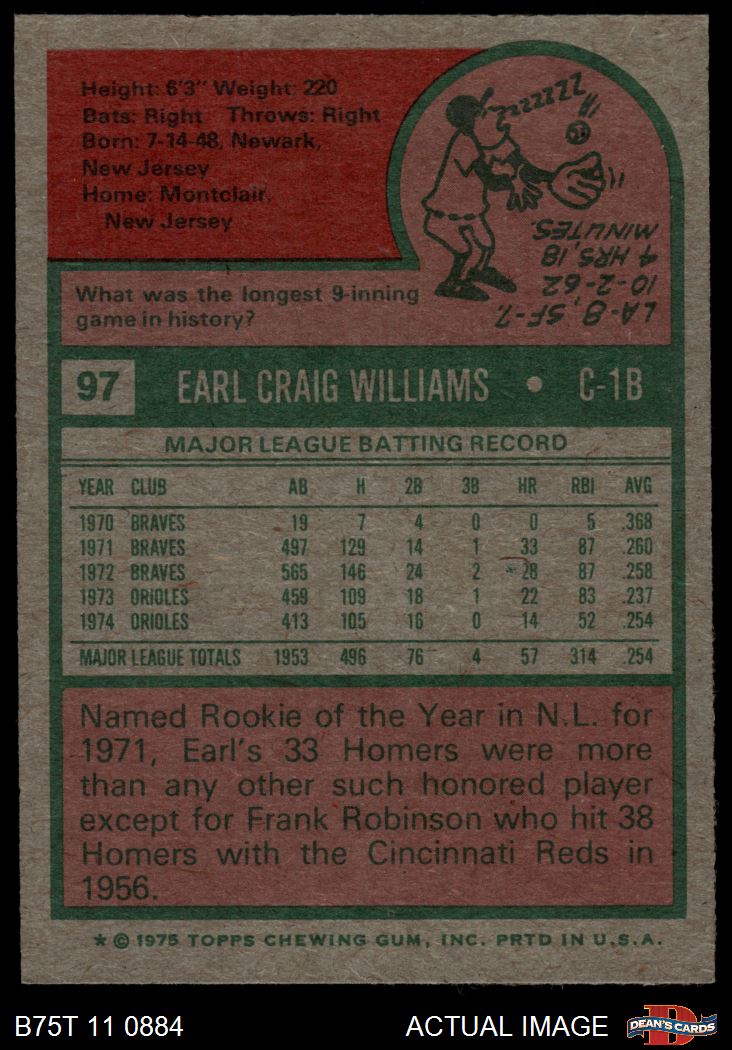 Height: 6'3" Weight: 220
Bats: Right Throws: Right
Born: 7-14-48, Newark,
New Jersey
Home: Montclair,
New Jersey
zzzzzzz
LA-8, SF-7.
10-2-62
4 HRS, 18
MINUTES.
What was the longest 9-inning
game in history?
97 EARL CRAIG WILLIAMS • C-1B
MAJOR LEAGUE BATTING RECORD
YEAR CLUB AB H 2B 3B HR RBI AVG
1970 BRAVES 19 7 4 0 0 5 .368
1971 BRAVES 497 129 14 1 33 87 .260
1972 BRAVES 565 146 24 2 28 87 .258
1973 ORIOLES 459 109 18 1 22 83 .237
1974 ORIOLES 413 105 16 0 14 52 .254
MAJOR LEAGUE TOTALS 1953 496 76 4 57 314 .254
Named Rookie of the Year in N.L. for
1971, Earl's 33 Homers were more
than any other such honored player
except for Frank Robinson who hit 38
Homers with the Cincinnati Reds in
1956.
* © 1975 TOPPS CHEWING GUM, INC. PRTD IN U.S.A.
B75T 11 0884 ACTUAL IMAGE D DEAN'S CARDS